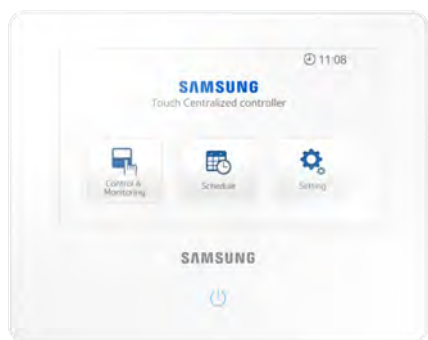 11:08
SAMSUNG
Touch Centralized controller
Control &
Monitoring
Schedule
Setting
SAMSUNG